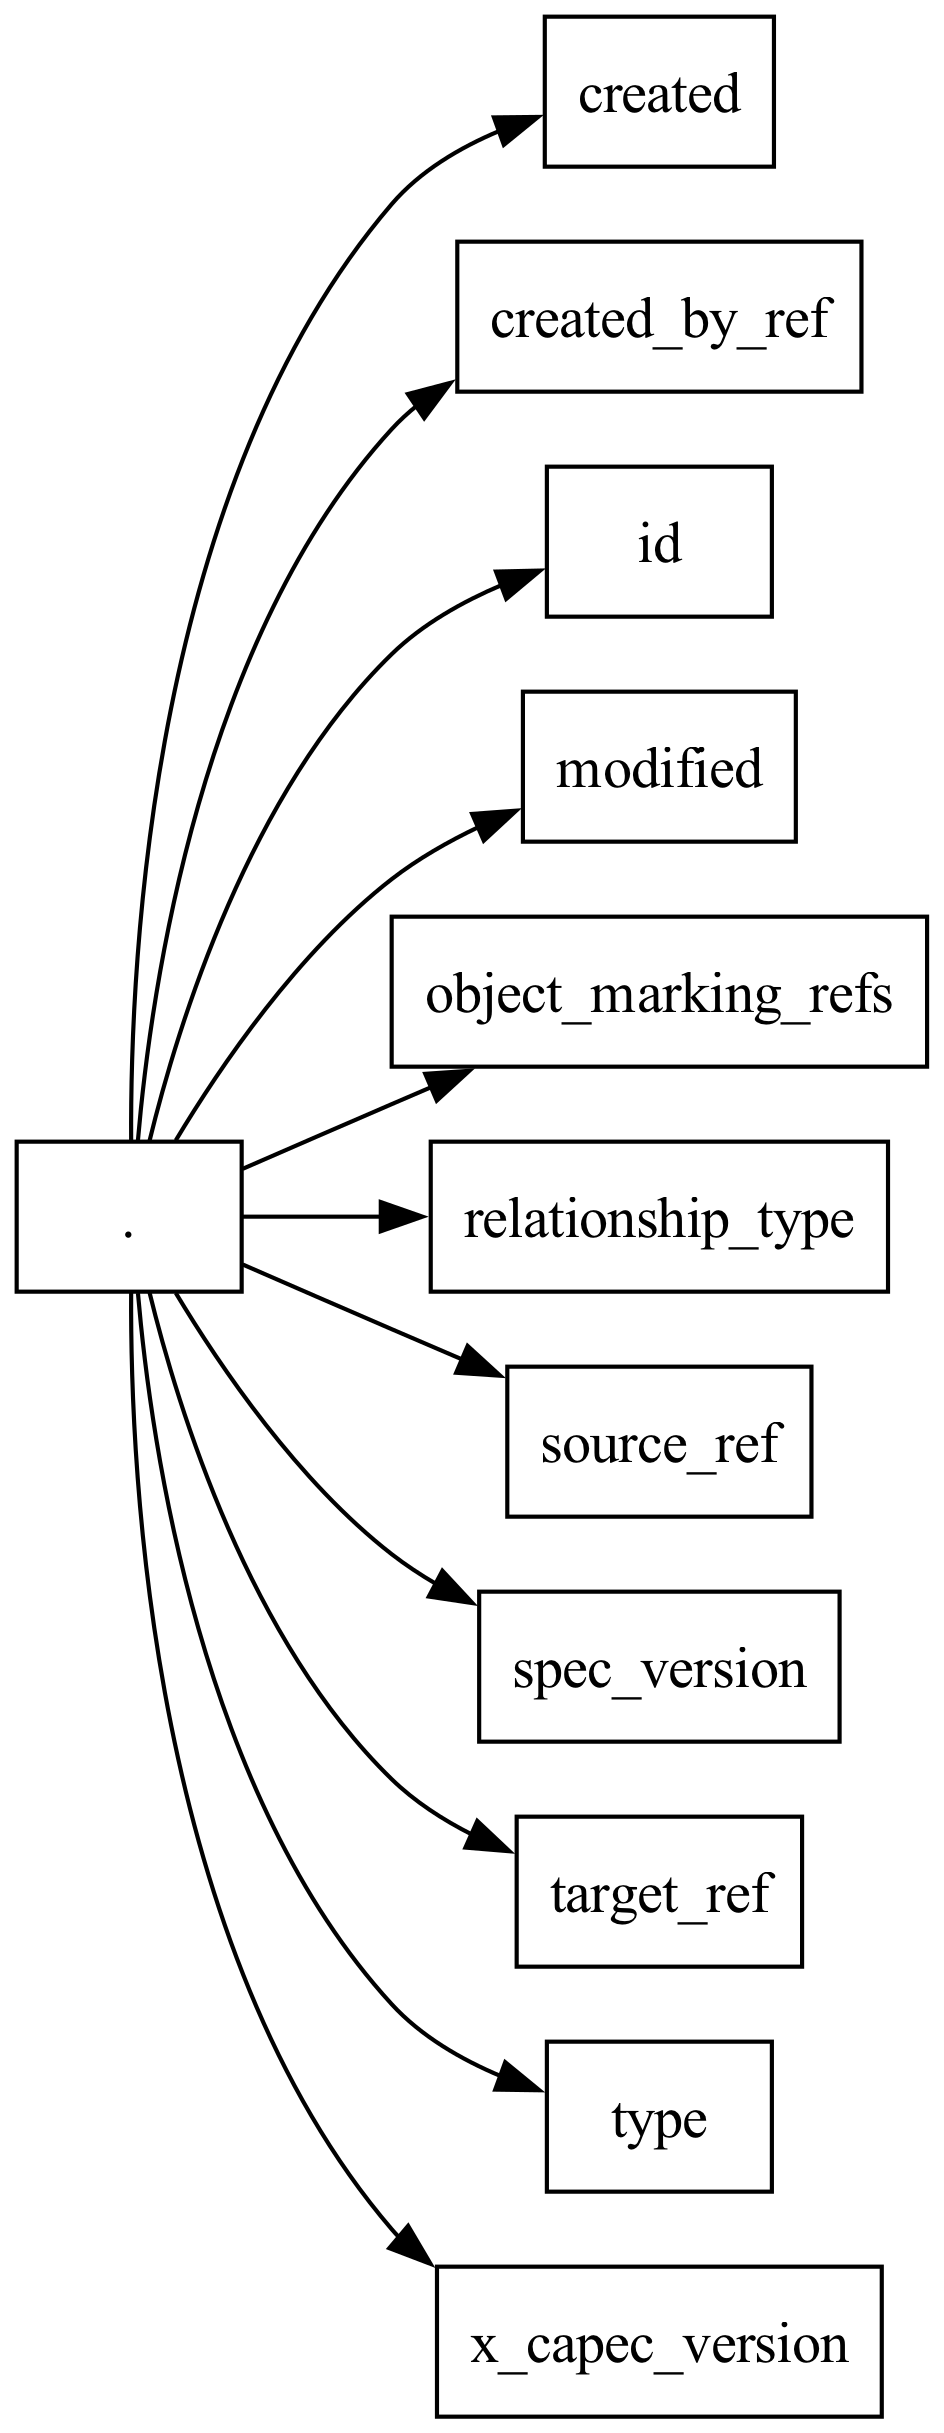 created
created_by_ref
id
modified
object_marking_refs
.
relationship_type
source_ref
spec_version
target_ref
type
x_capec_version